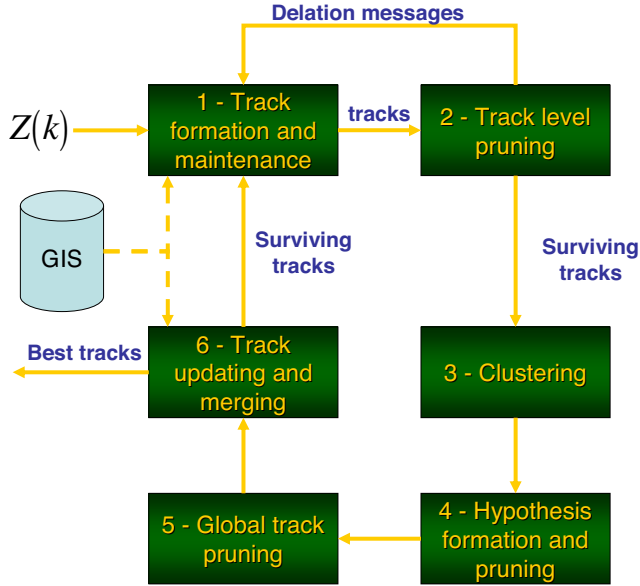 Delation messages
Z(k)
1 - Track
formation and
maintenance
tracks
2 - Track level
pruning
GIS
Surviving
tracks
Surviving
tracks
Best tracks
6 - Track
updating and
merging
3 - Clustering
5 - Global track
pruning
4 - Hypothesis
formation and
pruning